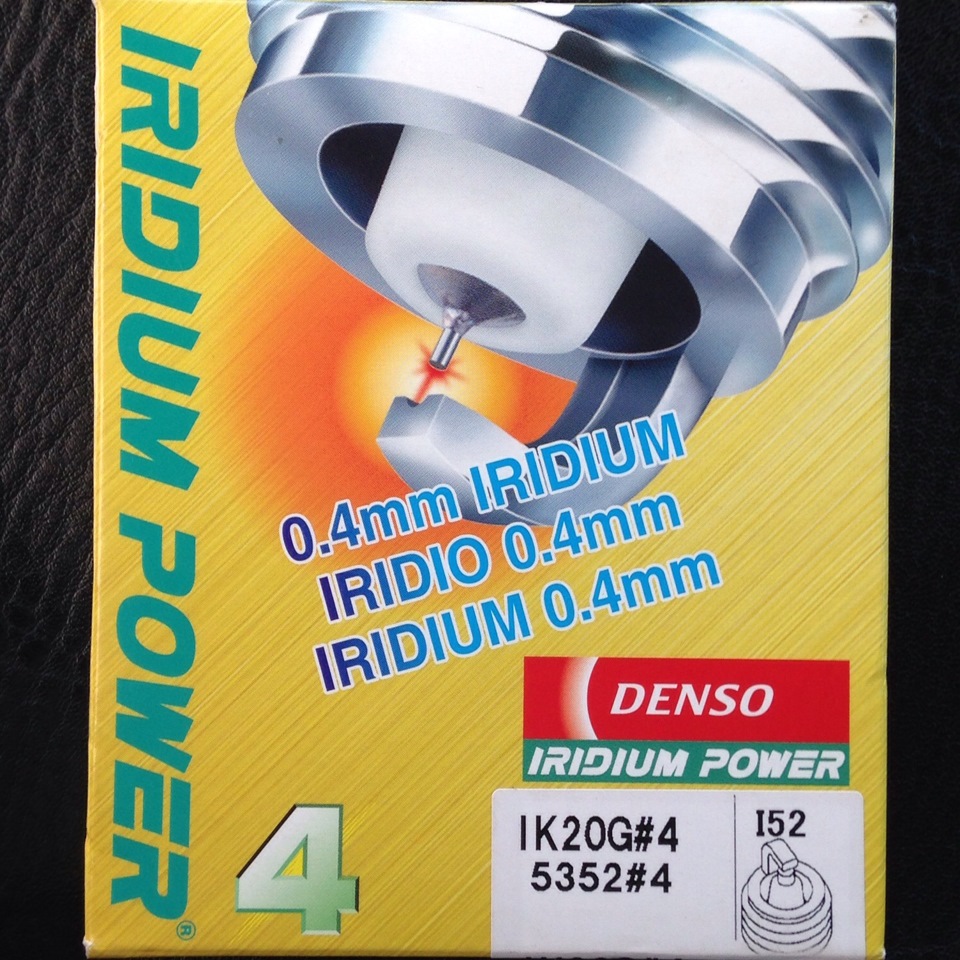 IRIDIUM POWER®
0.4mm IRIDIUM
IRIDIO 0.4mm
IRIDIUM 0.4mm
DENSO
IRIDIUM POWER
4
IK20G#4
5352#4
I52